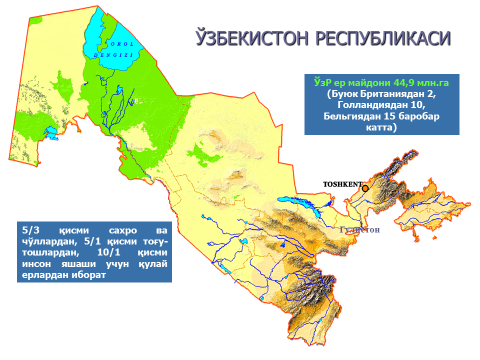 ЎЗБЕКИСТОН РЕСПУБЛИКАСИ
OROL
DENGIZI
ЎзР ер майдони 44,9 млн.га
(Буюк Британиядан 2,
Голландиядан 10,
Бельгиядан 15 баробар
катта)
TOSHKENT
Гулистон
5/3 қисми сахро ва
чўллардан, 5/1 қисми тоғу-
тошлардан, 10/1 қисми
инсон яшаши учун қулай
ерлардан иборат